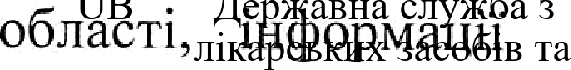 UB Державна служба з
області, інформації
лікарських засобів та